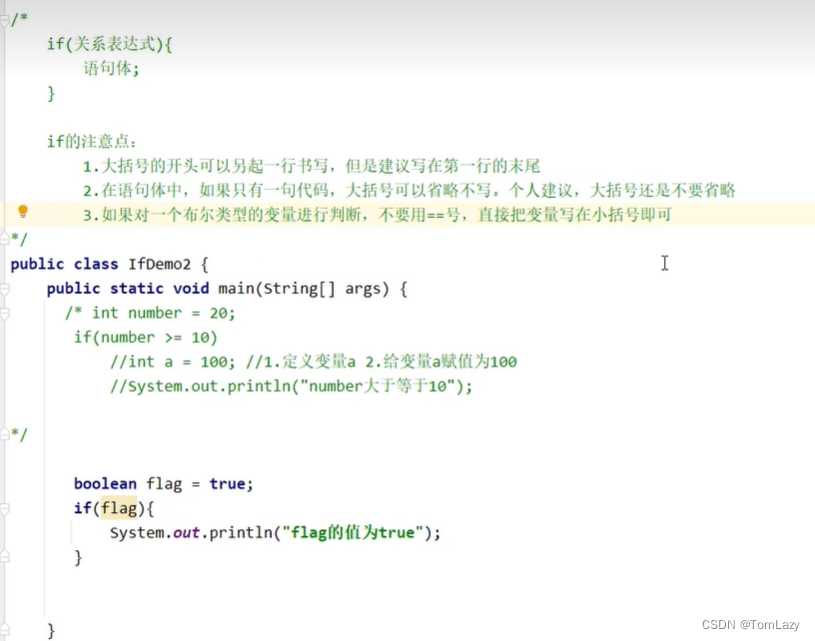 /*
if(关系表达式){
语句体;
}
if的注意点:
1.大括号的开头可以另起一行书写，但是建议写在第一行的末尾
2.在语句体中，如果只有一句代码，大括号可以省略不写。个人建议，大括号还是不要省略
3.如果对一个布尔类型的变量进行判断，不要用==号，直接把变量写在小括号即可
*/
public class IfDemo2 {
public static void main(String[] args) {
/* int number = 20;
if(number >= 10)
//int a = 100; //1.定义变量a 2.给变量a赋值为100
//System.out.println("number大于等于10");
*/
boolean flag = true;
if(flag){
System.out.println("flag的值为true");
}
}
CSDN @TomLazy